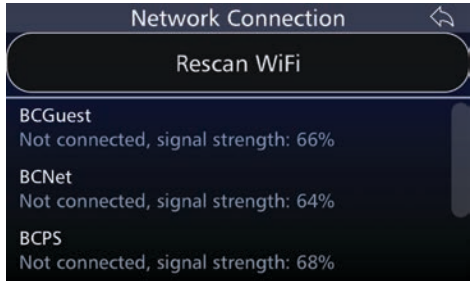 Network Connection
Rescan WiFi
BCGuest
Not connected, signal strength: 66%
BCNet
Not connected, signal strength: 64%
BCPS
Not connected, signal strength: 68%